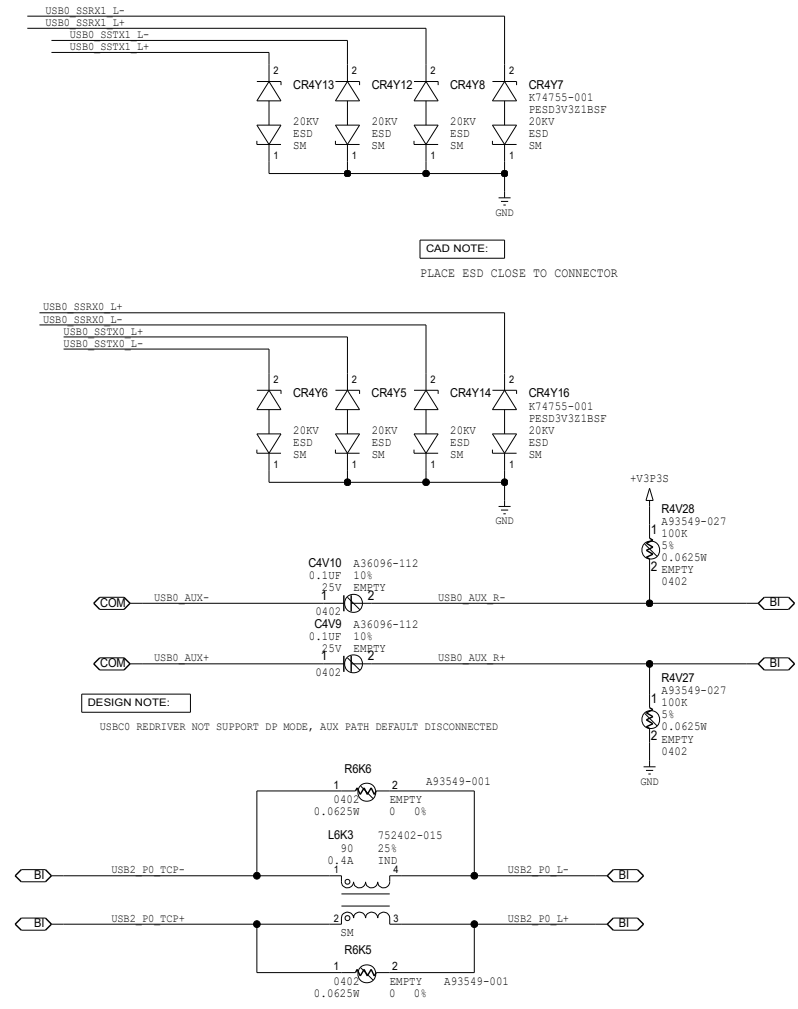 USB0_SSRX1_L-
USB0_SSRX1_L+
USB0_SSTX1_L-
USB0_SSTX1_L+
2 2 2 2
CR4Y13 CR4Y12 CR4Y8 CR4Y7
K74755-001
PESD3V3Z1BSF
20KV 20KV 20KV 20KV
ESD ESD ESD ESD
SM SM SM SM
1 1 1 1
GND
CAD NOTE:
PLACE ESD CLOSE TO CONNECTOR
USB0_SSRX0_L+
USB0_SSRX0_L-
USB0_SSTX0_L+
USB0_SSTX0_L-
2 2 2 2
CR4Y6 CR4Y5 CR4Y14 CR4Y16
K74755-001
PESD3V3Z1BSF
20KV 20KV 20KV 20KV
ESD ESD ESD ESD
SM SM SM SM
1 1 1 1
GND
+V3P3S
R4V28
1 A93549-027
100K
5%
0.0625W
2 EMPTY
0402
C4V10 A36096-112
0.1UF 10%
25V EMPTY
1 2
0402
COM USB0_AUX- USB0_AUX_R- BI
C4V9 A36096-112
0.1UF 10%
25V EMPTY
1 2
0402
COM USB0_AUX+ USB0_AUX_R+ BI
R4V27
A93549-027
1 100K
5%
0.0625W
2 EMPTY
0402
GND
DESIGN NOTE:
USBC0 REDRIVER NOT SUPPORT DP MODE, AUX PATH DEFAULT DISCONNECTED
R6K6
1 2 A93549-001
0402 EMPTY
0.0625W 0 0%
L6K3 752402-015
90 25%
0.4A IND
1 4
BI USB2_P0_TCP- USB2_P0_L- BI
BI USB2_P0_TCP+ 2 3 USB2_P0_L+ BI
SM
R6K5
1 2
0402 EMPTY A93549-001
0.0625W 0 0%